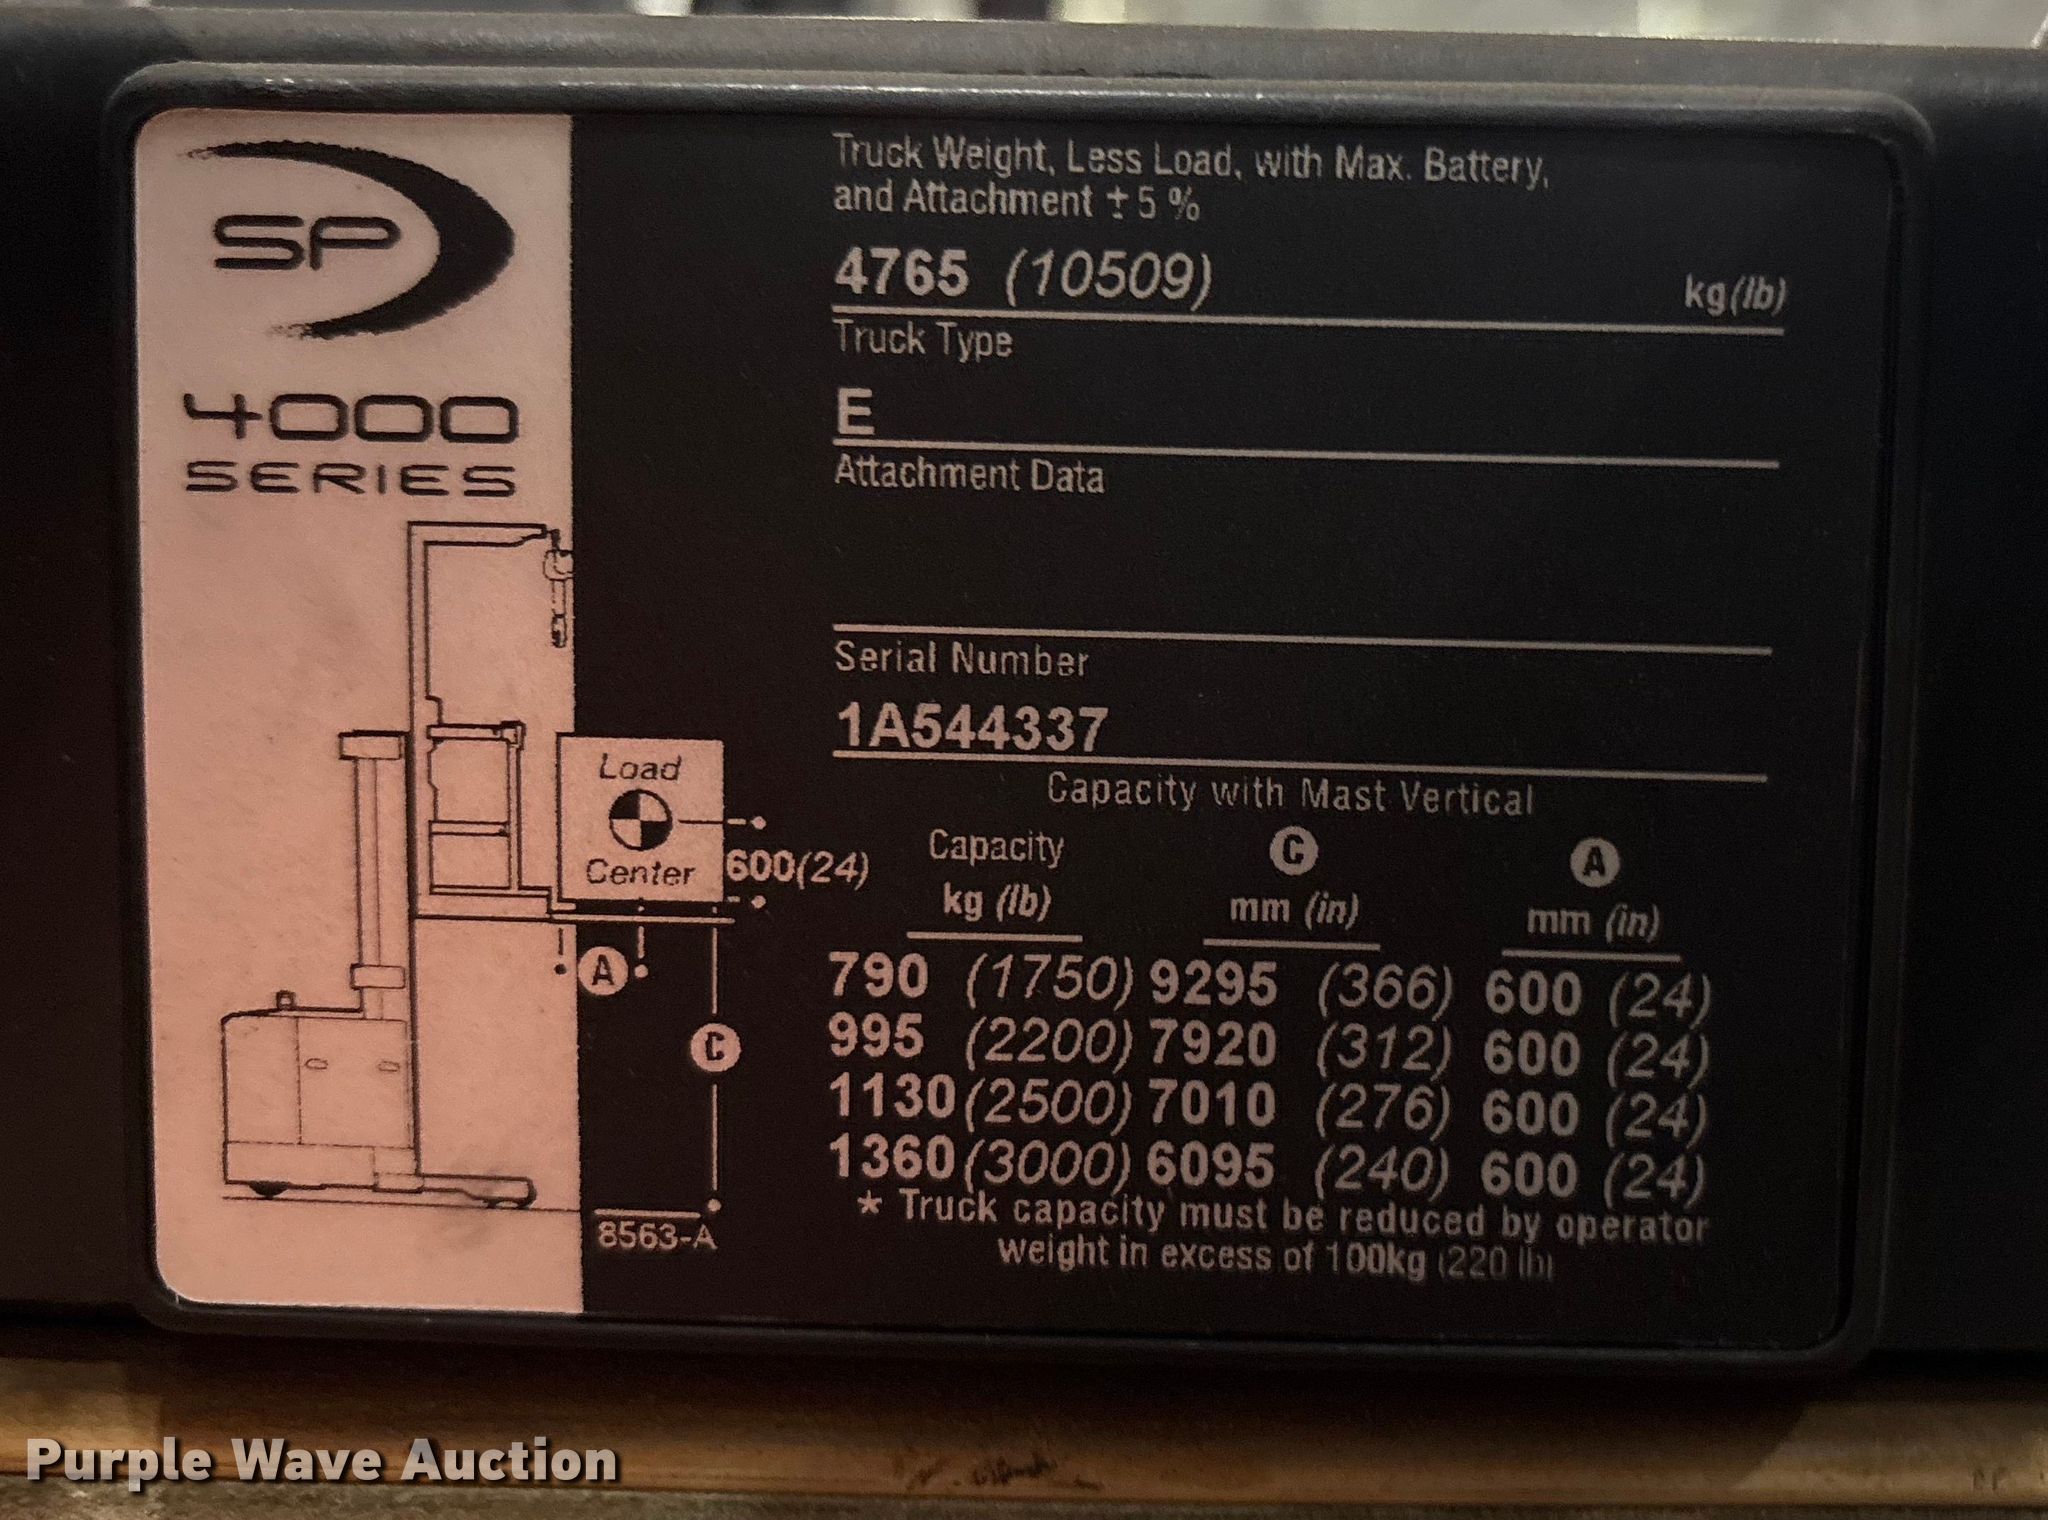 SP
4000
SERIES
Load
Center
600(24)
A
C
8563-A
Truck Weight, Less Load, with Max. Battery,
and Attachment ± 5 %
4765 (10509) kg(lb)
Truck Type
E
Attachment Data
Serial Number
1A544337
Capacity with Mast Vertical
Capacity C A
kg (lb) mm (in) mm (in)
790 (1750) 9295 (366) 600 (24)
995 (2200) 7920 (312) 600 (24)
1130 (2500) 7010 (276) 600 (24)
1360 (3000) 6095 (240) 600 (24)
* Truck capacity must be reduced by operator
weight in excess of 100kg (220 lb)
Purple Wave Auction